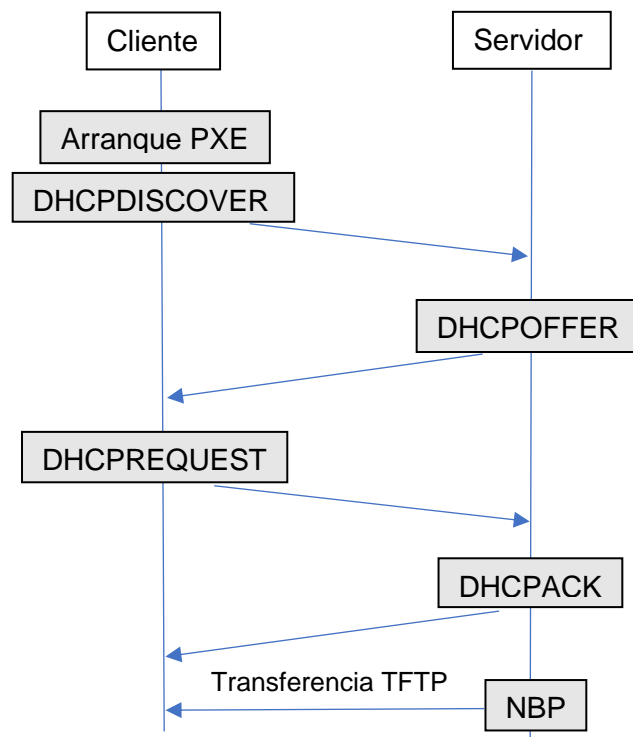 Cliente
Servidor
Arranque PXE
DHCPDISCOVER
DHCPOFFER
DHCPREQUEST
DHCPACK
Transferencia TFTP
NBP